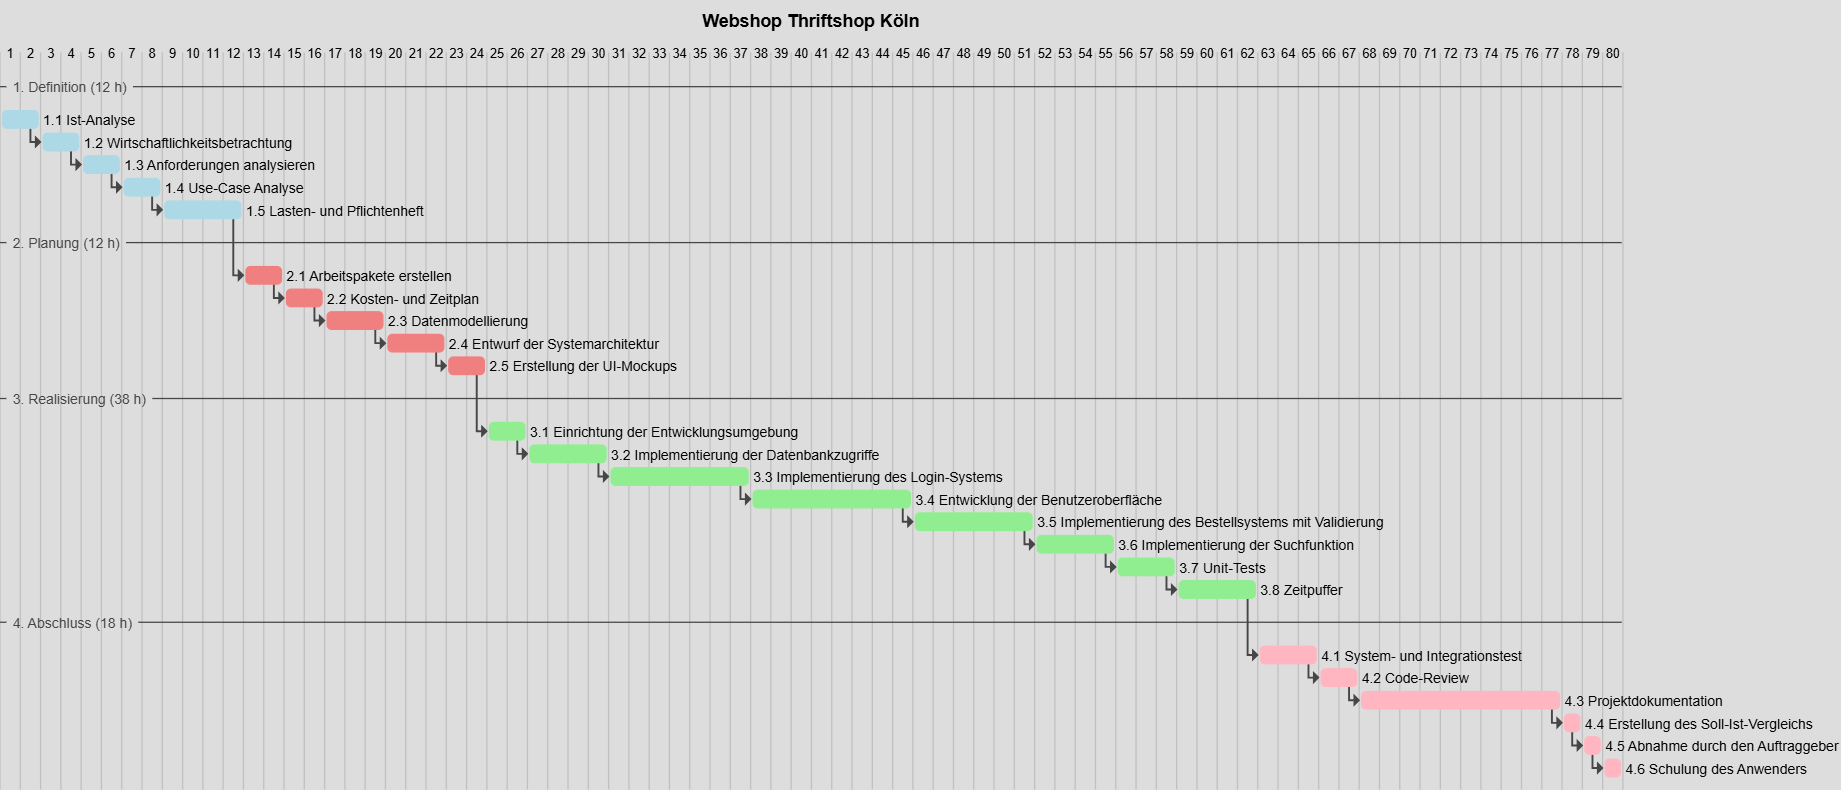 Webshop Thriftshop Köln
1 2 3 4 5 6 7 8 9 10 11 12 13 14 15 16 17 18 19 20 21 22 23 24 25 26 27 28 29 30 31 32 33 34 35 36 37 38 39 40 41 42 43 44 45 46 47 48 49 50 51 52 53 54 55 56 57 58 59 60 61 62 63 64 65 66 67 68 69 70 71 72 73 74 75 76 77 78 79 80
1. Definition (12 h)
1.1 Ist-Analyse
1.2 Wirtschaftlichkeitsbetrachtung
1.3 Anforderungen analysieren
1.4 Use-Case Analyse
1.5 Lasten- und Pflichtenheft
2. Planung (12 h)
2.1 Arbeitspakete erstellen
2.2 Kosten- und Zeitplan
2.3 Datenmodellierung
2.4 Entwurf der Systemarchitektur
2.5 Erstellung der UI-Mockups
3. Realisierung (38 h)
3.1 Einrichtung der Entwicklungsumgebung
3.2 Implementierung der Datenbankzugriffe
3.3 Implementierung des Login-Systems
3.4 Entwicklung der Benutzeroberfläche
3.5 Implementierung des Bestellsystems mit Validierung
3.6 Implementierung der Suchfunktion
3.7 Unit-Tests
3.8 Zeitpuffer
4. Abschluss (18 h)
4.1 System- und Integrationstest
4.2 Code-Review
4.3 Projektdokumentation
4.4 Erstellung des Soll-Ist-Vergleichs
4.5 Abnahme durch den Auftraggeber
4.6 Schulung des Anwenders